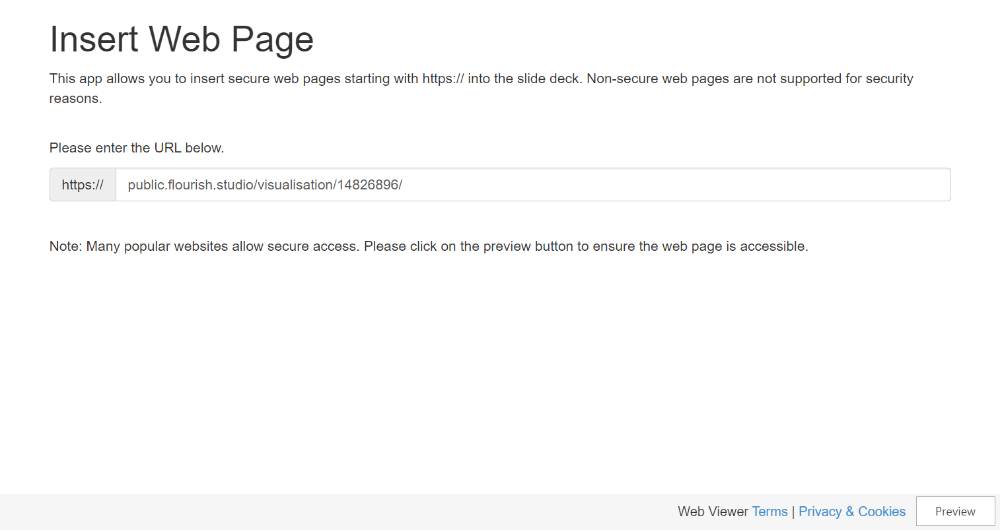 Insert Web Page
This app allows you to insert secure web pages starting with https:// into the slide deck. Non-secure web pages are not supported for security
reasons.
Please enter the URL below.
https:// public.flourish.studio/visualisation/14826896/
Note: Many popular websites allow secure access. Please click on the preview button to ensure the web page is accessible.
Web Viewer Terms | Privacy & Cookies Preview